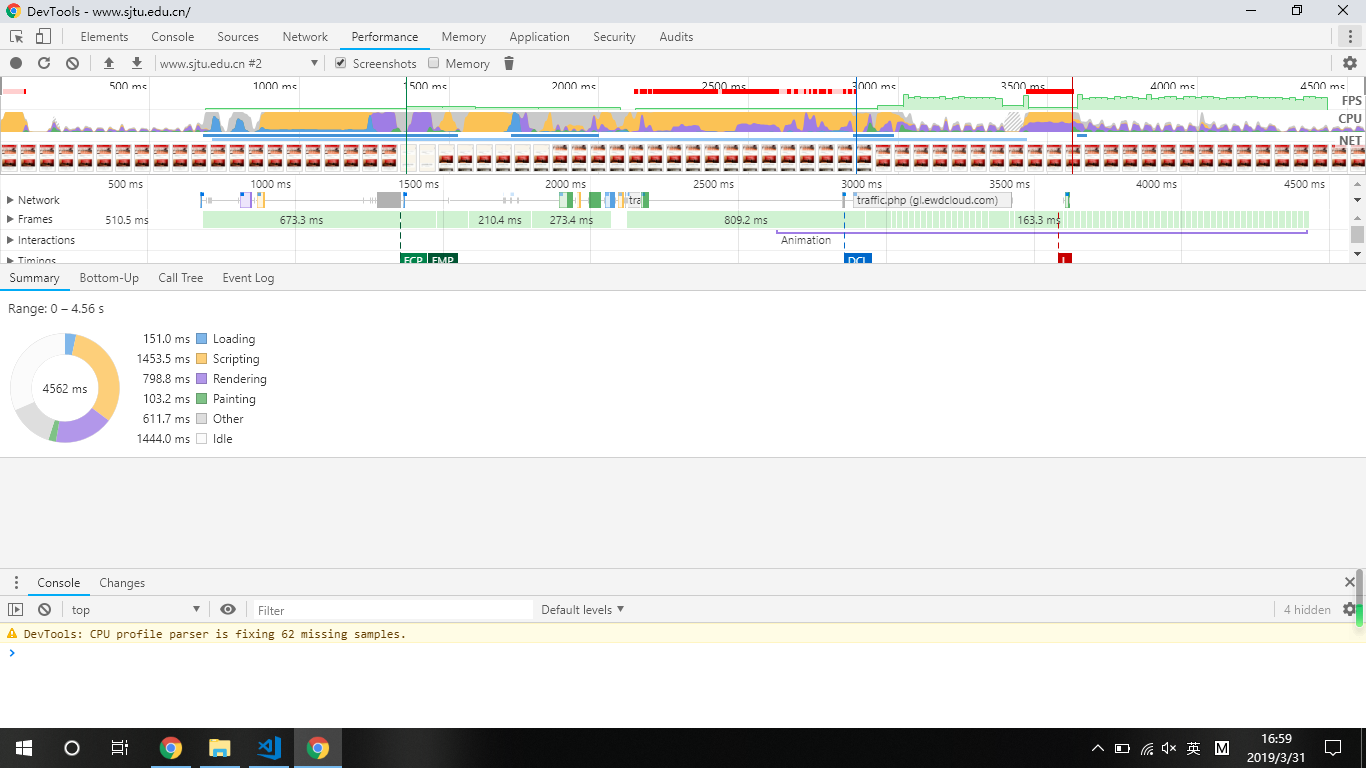 DevTools - www.sjtu.edu.cn/
Elements Console Sources Network Performance Memory Application Security Audits
www.sjtu.edu.cn #2 Screenshots Memory
500 ms 1000 ms 1500 ms 2000 ms 2500 ms 3000 ms 3500 ms 4000 ms 4500 ms
FPS
CPU
NET
500 ms 1000 ms 1500 ms 2000 ms 2500 ms 3000 ms 3500 ms 4000 ms 4500 ms
Network tra traffic.php (gl.ewdcloud.com)
Frames 510.5 ms 673.3 ms 210.4 ms 273.4 ms 809.2 ms 163.3 ms
Interactions Animation
Timings FCP FMP DCL L
Summary Bottom-Up Call Tree Event Log
Range: 0 – 4.56 s
151.0 ms Loading
1453.5 ms Scripting
798.8 ms Rendering
4562 ms
103.2 ms Painting
611.7 ms Other
1444.0 ms Idle
Console Changes
top Filter Default levels 4 hidden
DevTools: CPU profile parser is fixing 62 missing samples.
英 M 16:59
2019/3/31